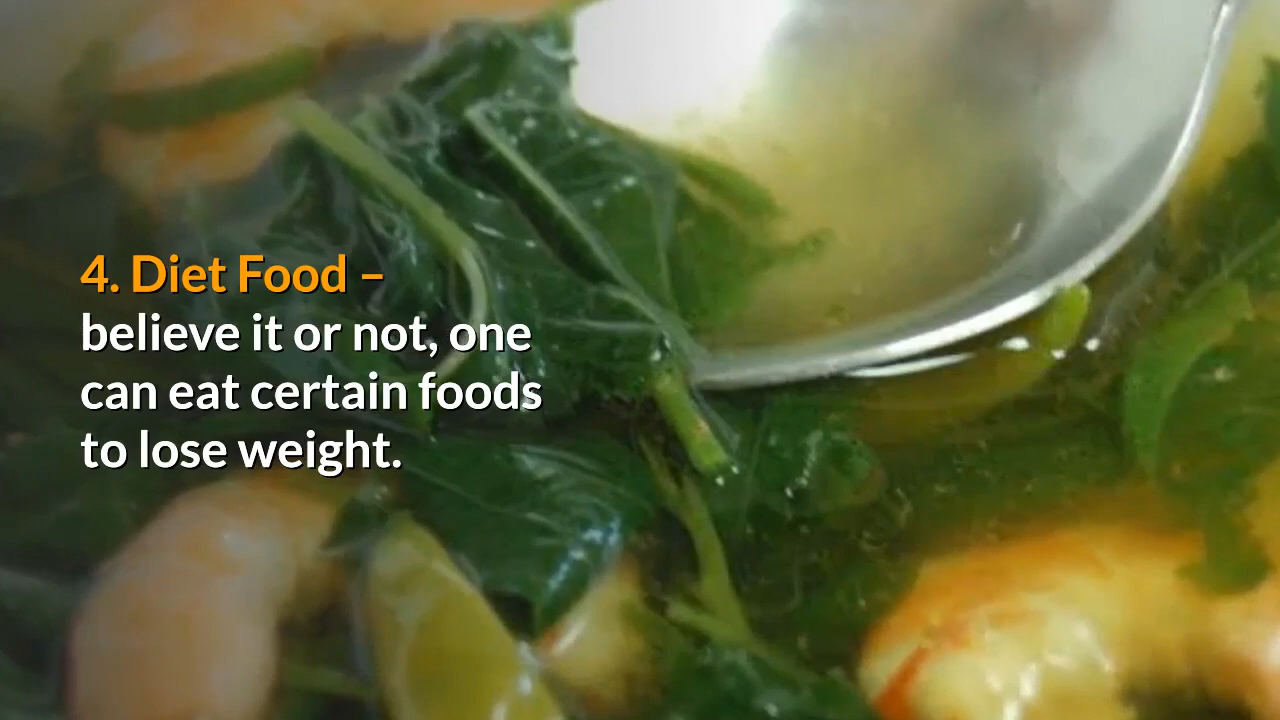 4. Diet Food –
believe it or not, one
can eat certain foods
to lose weight.